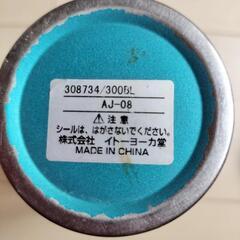 308734/300BL
AJ-08
⚠注意
シールは、はがさないでください。
株式会社 イトーヨーカ堂
MADE IN CHINA